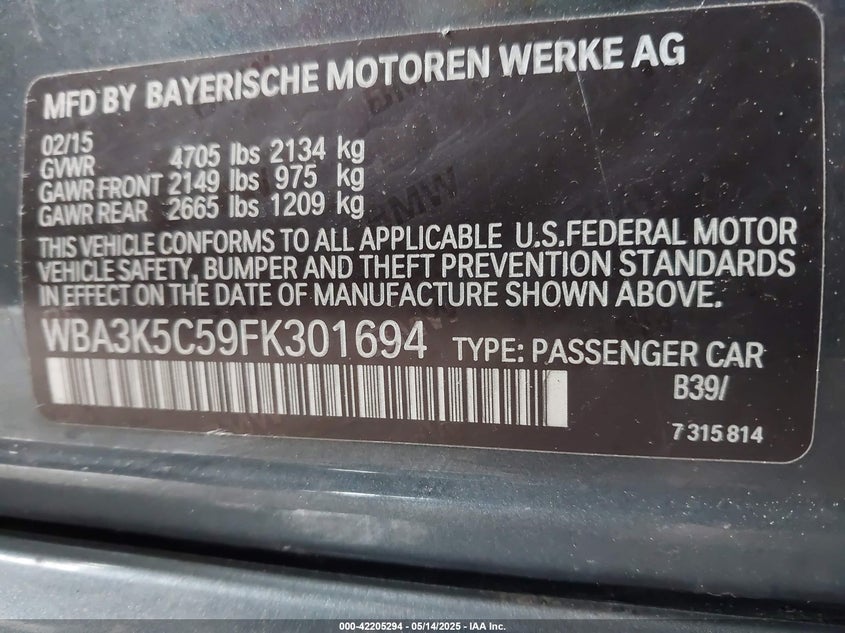 MFD BY BAYERISCHE MOTOREN WERKE AG
02/15
GVWR 4705 lbs 2134 kg
GAWR FRONT 2149 lbs 975 kg
GAWR REAR 2665 lbs 1209 kg
THIS VEHICLE CONFORMS TO ALL APPLICABLE U.S.FEDERAL MOTOR
VEHICLE SAFETY, BUMPER AND THEFT PREVENTION STANDARDS
IN EFFECT ON THE DATE OF MANUFACTURE SHOWN ABOVE.
WBA3K5C59FK301694 TYPE: PASSENGER CAR
B39/
7 315 814
BMW
000-42205294 - 05/14/2025 - IAA Inc.